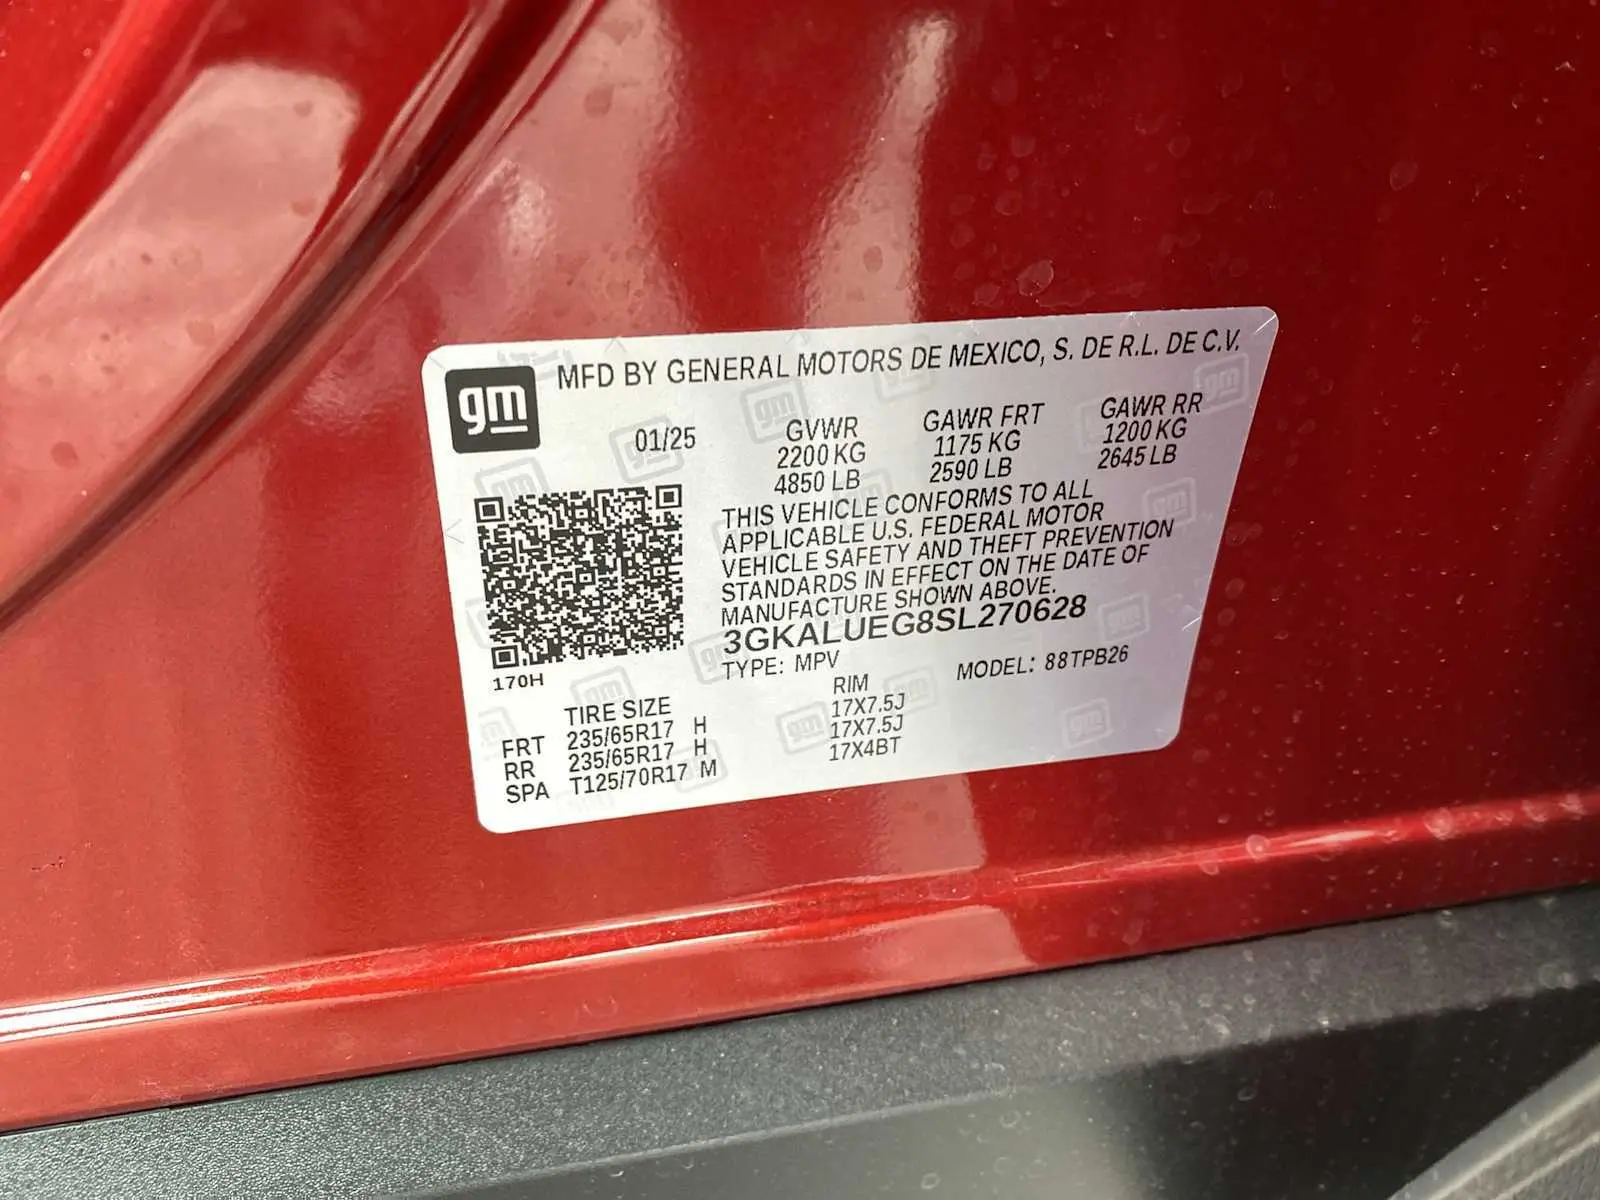 gm
MFD BY GENERAL MOTORS DE MEXICO, S. DE R.L. DE C.V.
01/25 GVWR GAWR FRT GAWR RR
2200 KG 1175 KG 1200 KG
4850 LB 2590 LB 2645 LB
THIS VEHICLE CONFORMS TO ALL
APPLICABLE U.S. FEDERAL MOTOR
VEHICLE SAFETY AND THEFT PREVENTION
STANDARDS IN EFFECT ON THE DATE OF
MANUFACTURE SHOWN ABOVE.
3GKALUEG8SL270628
170H
TYPE: MPV MODEL: 88TPB26
TIRE SIZE RIM
FRT 235/65R17 H 17X7.5J
RR 235/65R17 H 17X7.5J
SPA T125/70R17 M 17X4BT